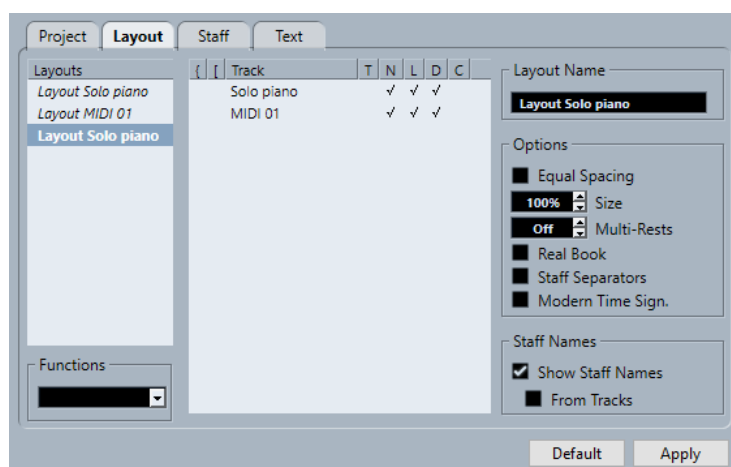 Project Layout Staff Text
Layouts
Layout Solo piano
Layout MIDI 01
Layout Solo piano
{ [ Track T N L D C
Solo piano √ √ √
MIDI 01 √ √ √
Layout Name
Layout Solo piano
Options
Equal Spacing
100% Size
Off Multi-Rests
Real Book
Staff Separators
Modern Time Sign.
Functions
Staff Names
Show Staff Names
From Tracks
Default Apply